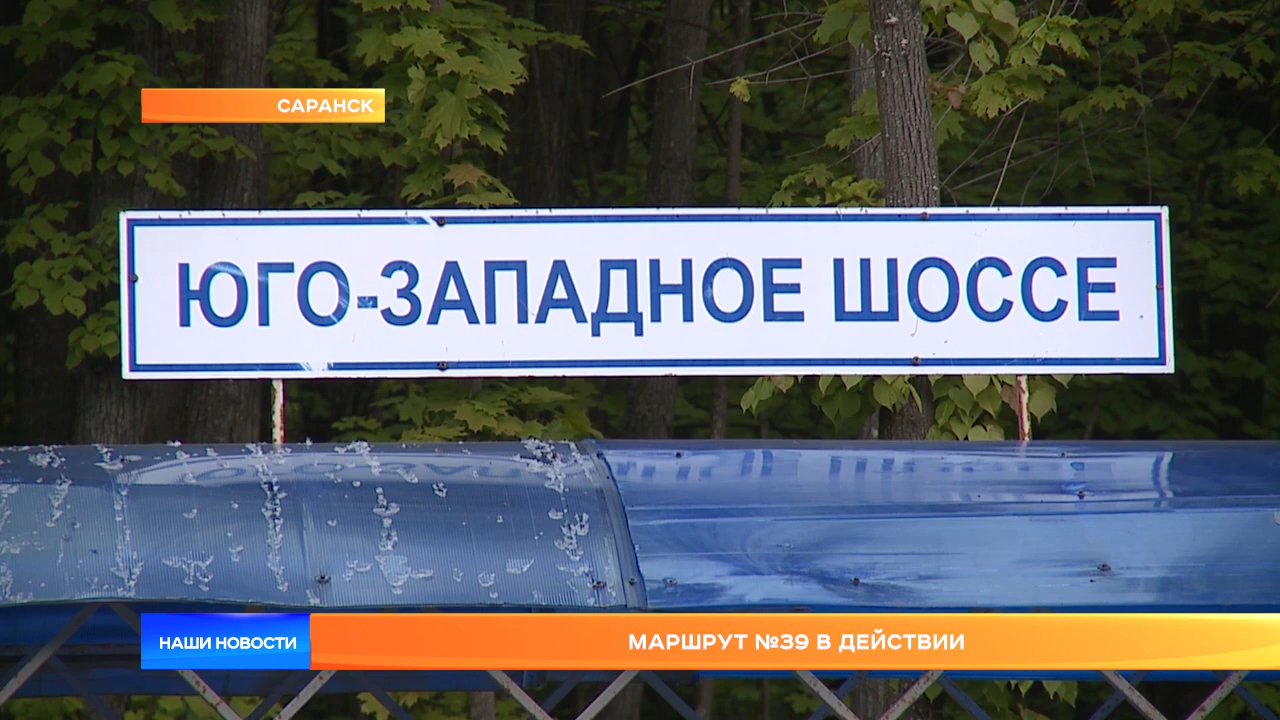 САРАНСК
ЮГО-ЗАПАДНОЕ ШОССЕ
НАШИ НОВОСТИ
МАРШРУТ №39 В ДЕЙСТВИИ